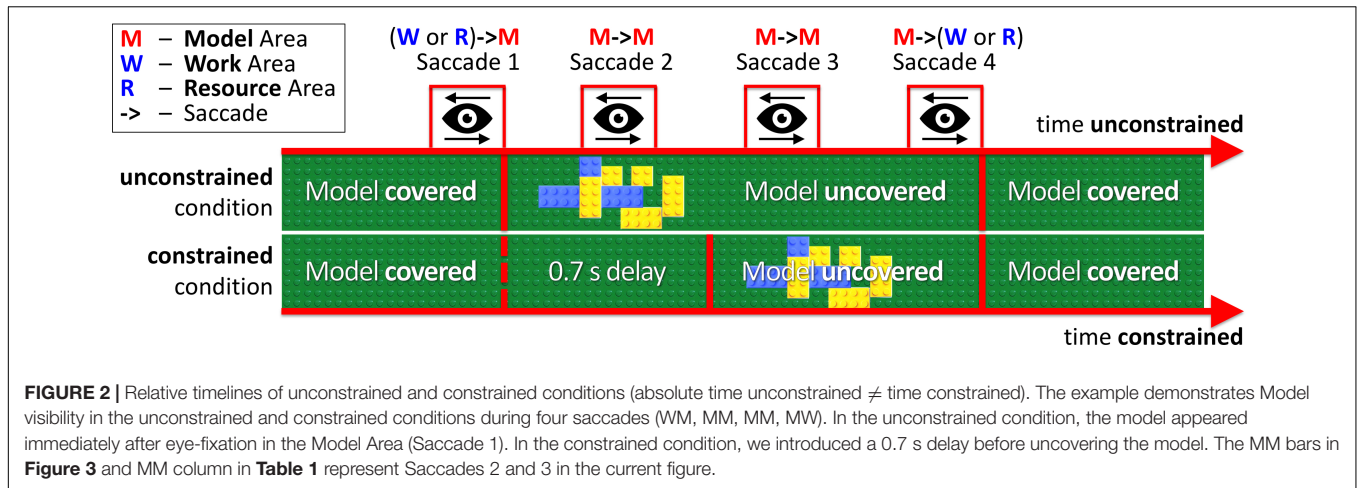 M – Model Area
W – Work Area
R – Resource Area
-> – Saccade
(W or R)->M
Saccade 1
M->M
Saccade 2
M->M
Saccade 3
M->(W or R)
Saccade 4
time unconstrained
unconstrained
condition
Model covered
Model uncovered
Model covered
constrained
condition
Model covered
0.7 s delay
Model uncovered
Model covered
time constrained
FIGURE 2 | Relative timelines of unconstrained and constrained conditions (absolute time unconstrained ≠ time constrained). The example demonstrates Model
visibility in the unconstrained and constrained conditions during four saccades (WM, MM, MM, MW). In the unconstrained condition, the model appeared
immediately after eye-fixation in the Model Area (Saccade 1). In the constrained condition, we introduced a 0.7 s delay before uncovering the model. The MM bars in
Figure 3 and MM column in Table 1 represent Saccades 2 and 3 in the current figure.